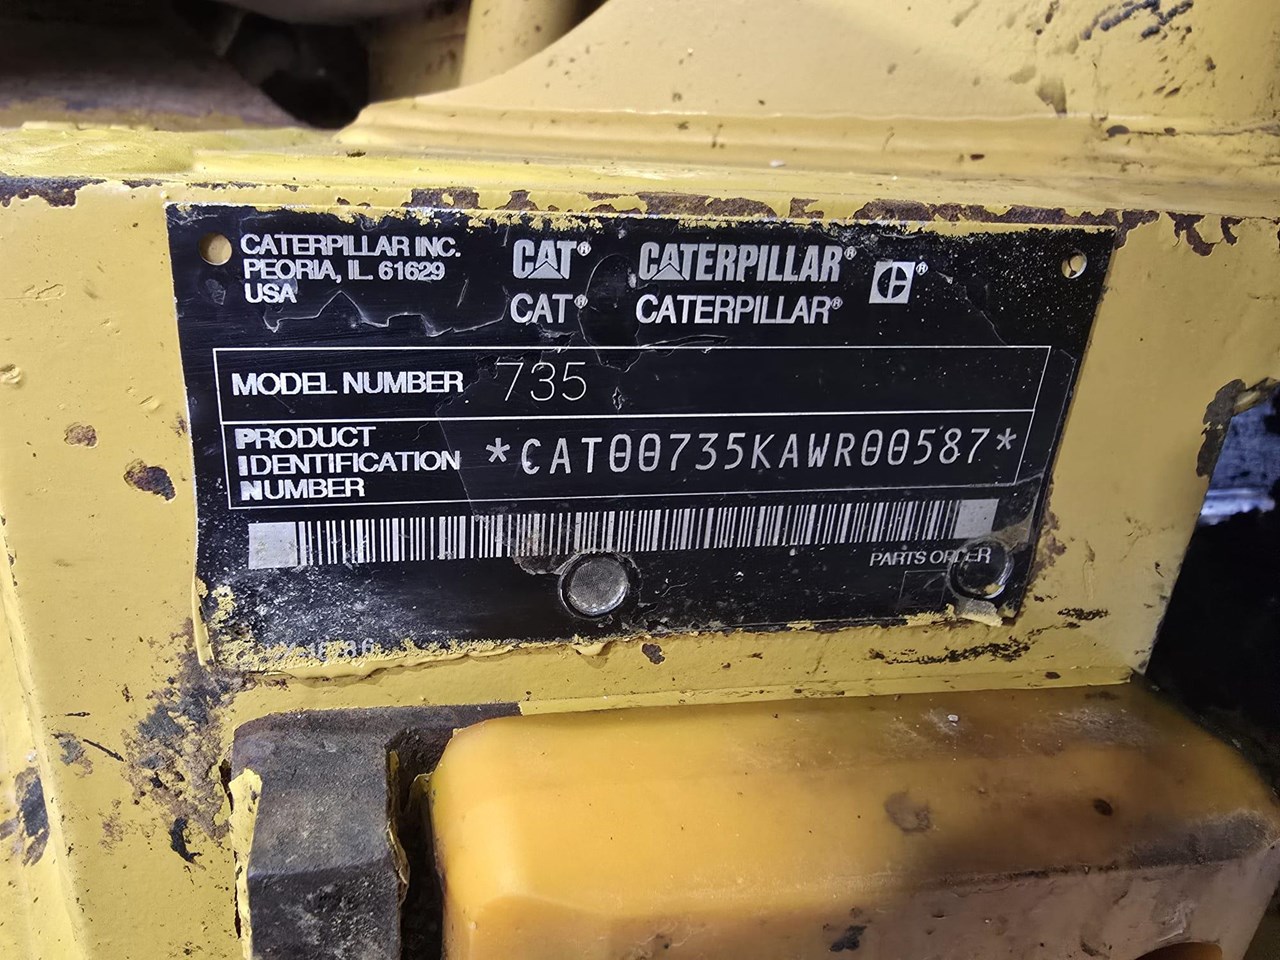 CATERPILLAR INC.
PEORIA, IL 61629
USA
CAT® CATERPILLAR® C®
CAT® CATERPILLAR®
MODEL NUMBER 735
PRODUCT
IDENTIFICATION
NUMBER
*CAT00735KAWR00587*
PARTS ORDER